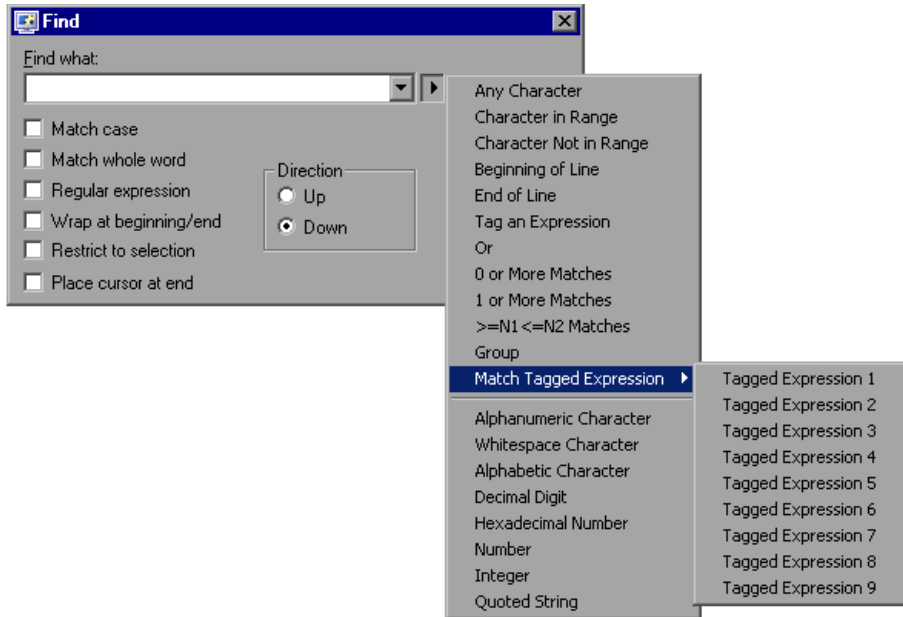 Find
Find what:
Match case
Match whole word
Regular expression
Wrap at beginning/end
Restrict to selection
Place cursor at end
Direction
Up
Down
Any Character
Character in Range
Character Not in Range
Beginning of Line
End of Line
Tag an Expression
Or
0 or More Matches
1 or More Matches
>=N1<=N2 Matches
Group
Match Tagged Expression
Alphanumeric Character
Whitespace Character
Alphabetic Character
Decimal Digit
Hexadecimal Number
Number
Integer
Quoted String
Tagged Expression 1
Tagged Expression 2
Tagged Expression 3
Tagged Expression 4
Tagged Expression 5
Tagged Expression 6
Tagged Expression 7
Tagged Expression 8
Tagged Expression 9